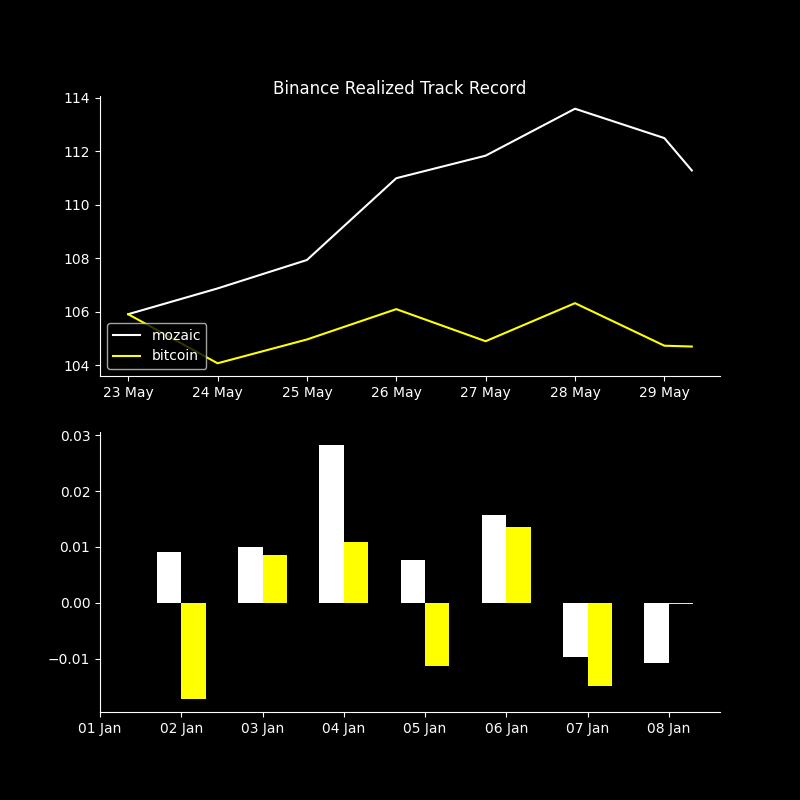 Binance Realized Track Record
114
112
110
108
106
104
mozaic
bitcoin
23 May 24 May 25 May 26 May 27 May 28 May 29 May
0.03
0.02
0.01
0.00
−0.01
01 Jan 02 Jan 03 Jan 04 Jan 05 Jan 06 Jan 07 Jan 08 Jan